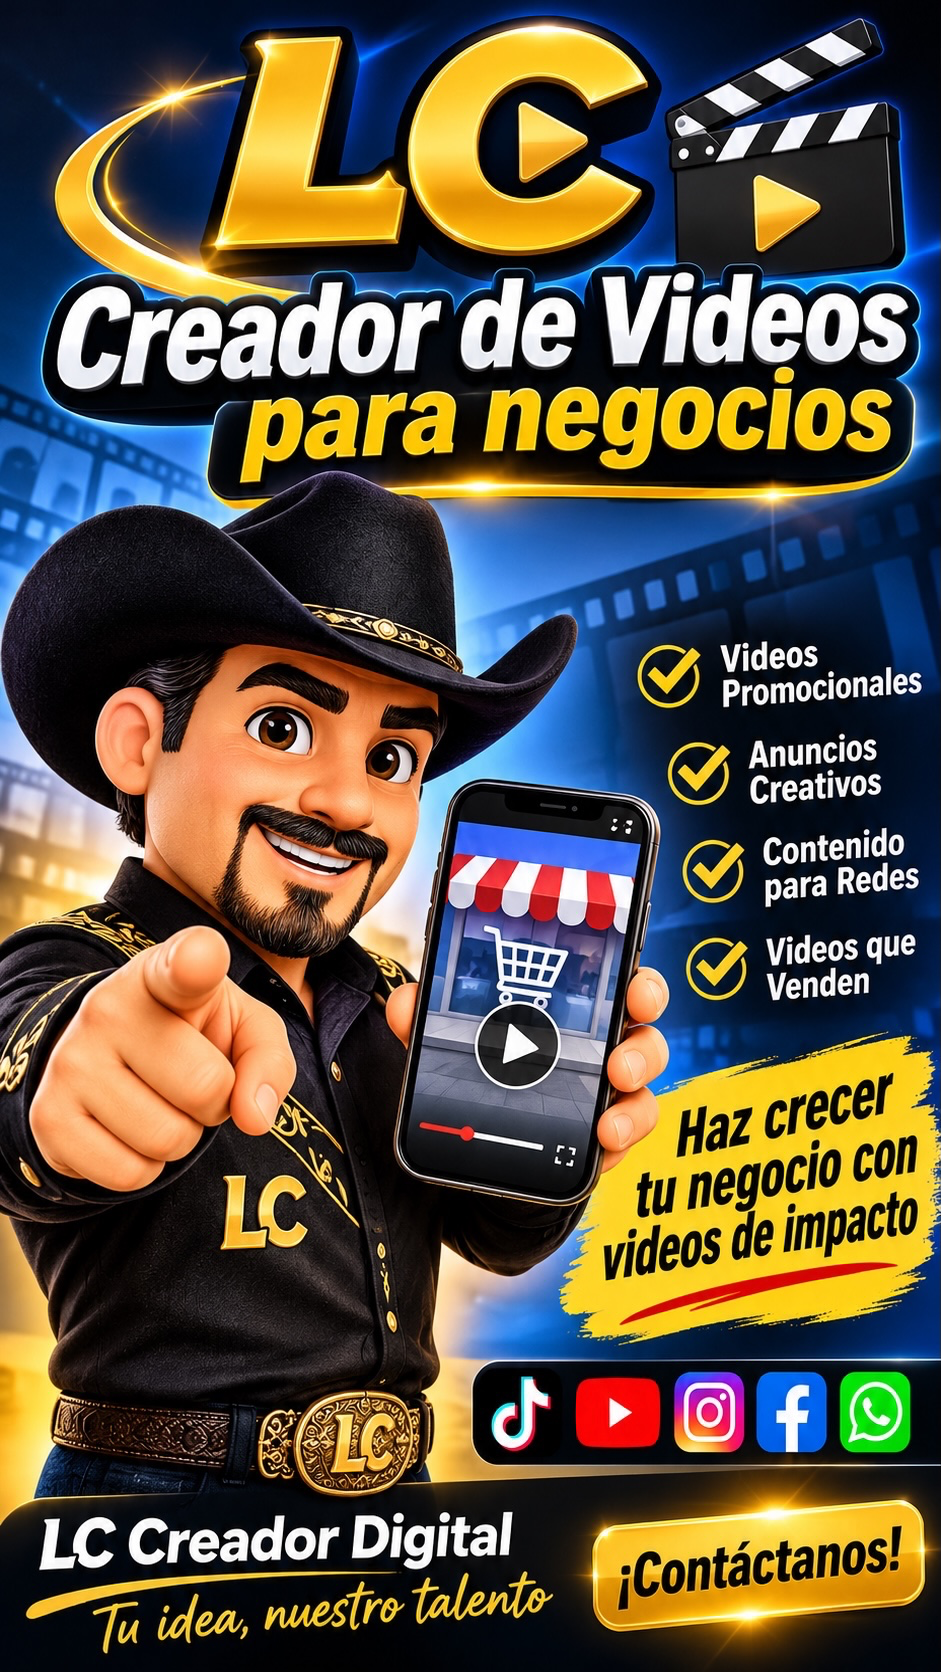 LC
Creador de Videos
para negocios
Videos
Promocionales
Anuncios
Creativos
Contenido
para Redes
Videos que
Venden
Haz crecer
tu negocio con
videos de impacto
LC
LC
LC Creador Digital
Tu idea, nuestro talento
¡Contáctanos!